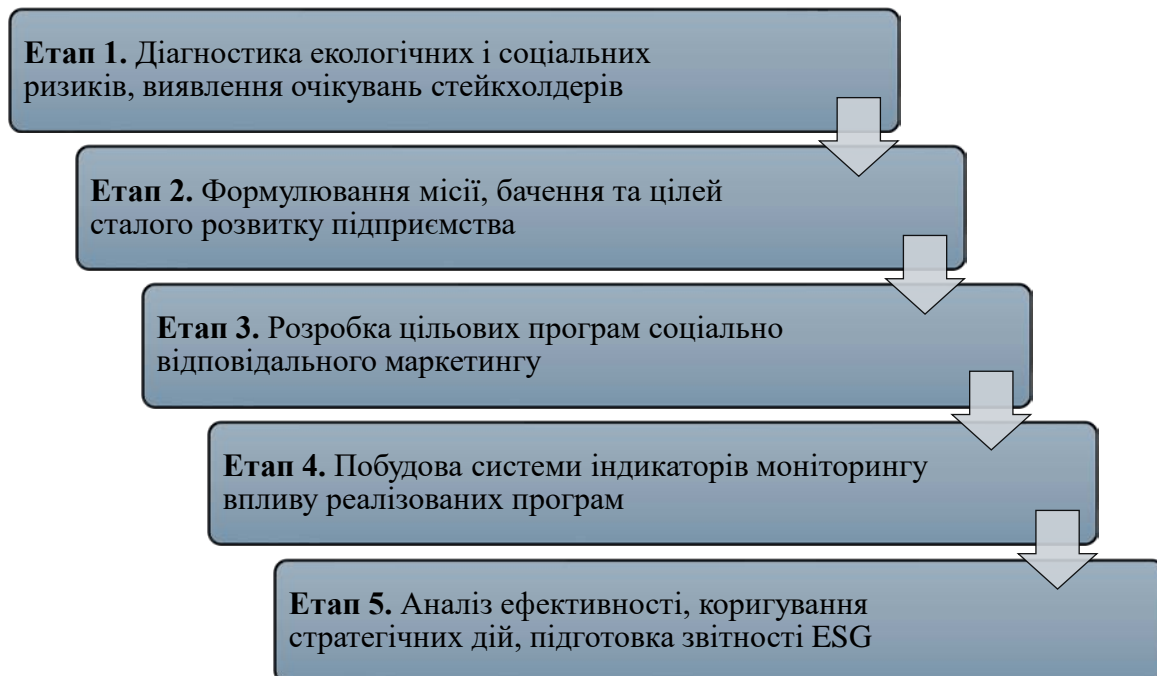 Етап 1. Діагностика екологічних і соціальних
ризиків, виявлення очікувань стейкхолдерів
Етап 2. Формулювання місії, бачення та цілей
сталого розвитку підприємства
Етап 3. Розробка цільових програм соціально
відповідального маркетингу
Етап 4. Побудова системи індикаторів моніторингу
впливу реалізованих програм
Етап 5. Аналіз ефективності, коригування
стратегічних дій, підготовка звітності ESG